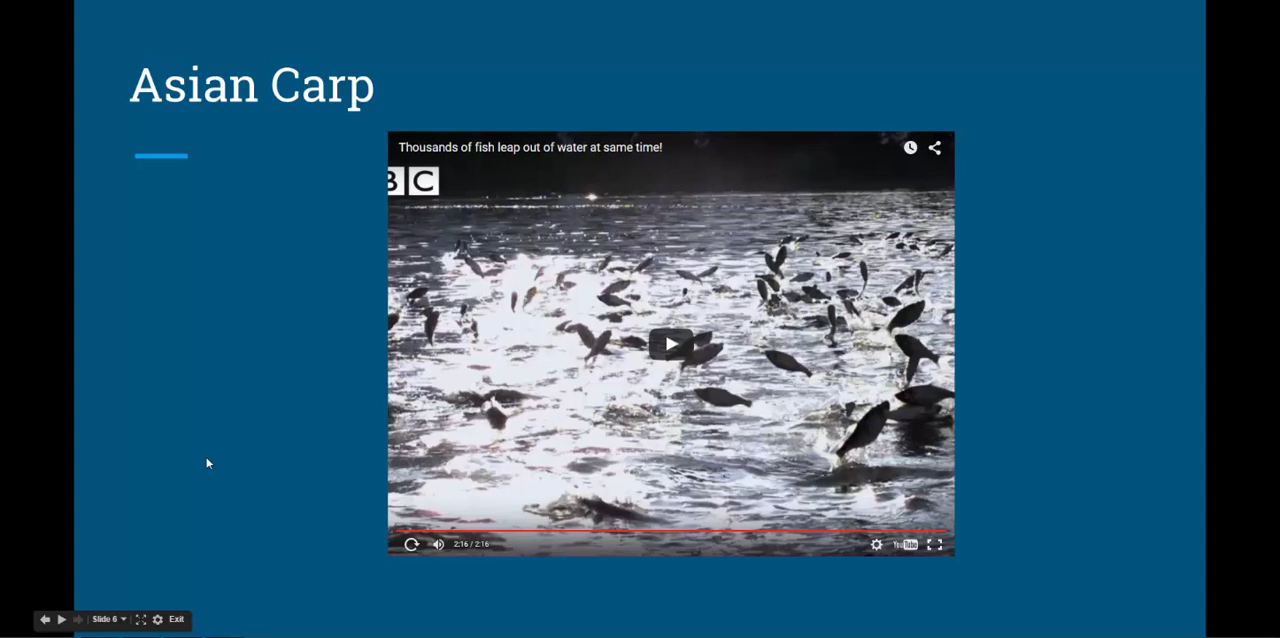 Asian Carp
Thousands of fish leap out of water at same time!
BC
2:16 / 2:16
YouTube
Slide 6
Exit